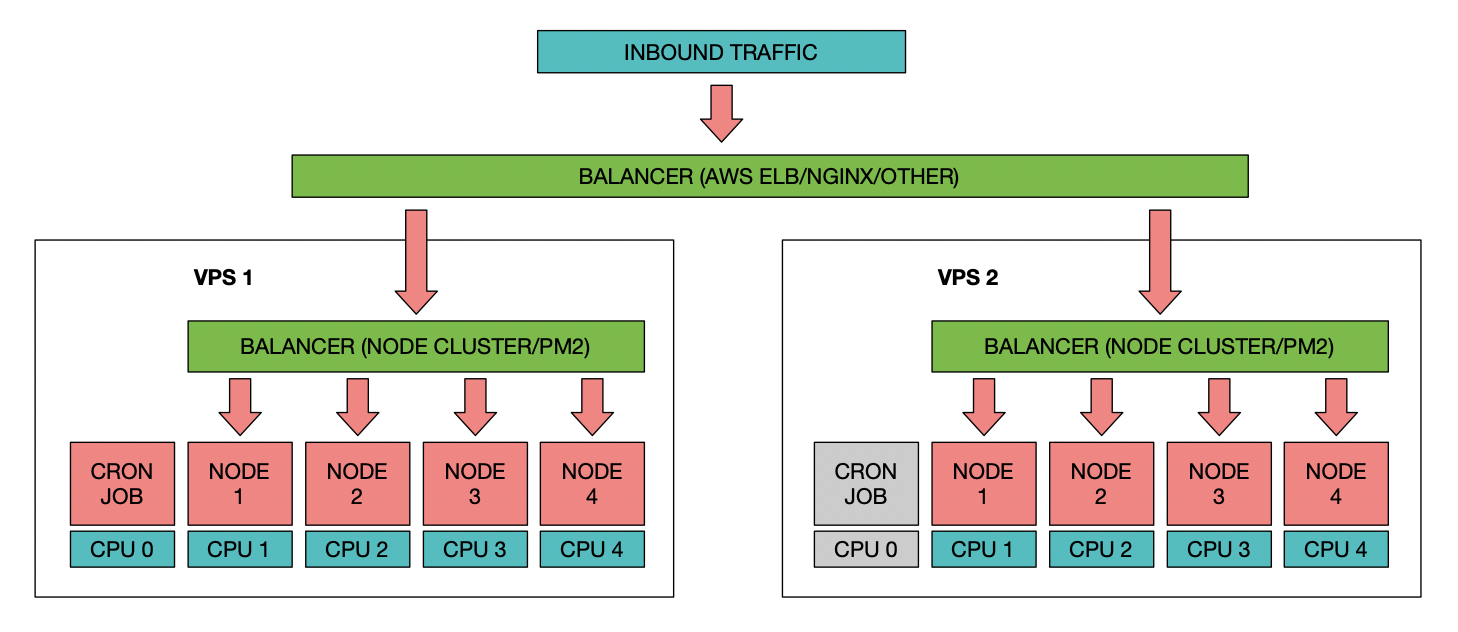 INBOUND TRAFFIC
BALANCER (AWS ELB/NGINX/OTHER)
VPS 1
BALANCER (NODE CLUSTER/PM2)
CRON
JOB
NODE
1
NODE
2
NODE
3
NODE
4
CPU 0
CPU 1
CPU 2
CPU 3
CPU 4
VPS 2
BALANCER (NODE CLUSTER/PM2)
CRON
JOB
NODE
1
NODE
2
NODE
3
NODE
4
CPU 0
CPU 1
CPU 2
CPU 3
CPU 4